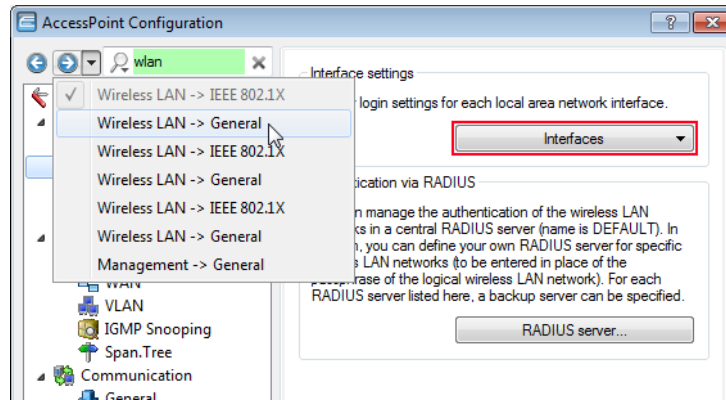 AccessPoint Configuration
wlan
Wireless LAN -> IEEE 802.1X
Wireless LAN -> General
Wireless LAN -> IEEE 802.1X
Wireless LAN -> General
Wireless LAN -> IEEE 802.1X
Wireless LAN -> General
Management -> General
WAN
VLAN
IGMP Snooping
Span.Tree
Communication
General
Interface settings
login settings for each local area network interface.
Interfaces
via RADIUS
manage the authentication of the wireless LAN
in a central RADIUS server (name is DEFAULT). In
you can define your own RADIUS server for specific
LAN networks (to be entered in place of the
of the logical wireless LAN network). For each
RADIUS server listed here, a backup server can be specified.
RADIUS server...